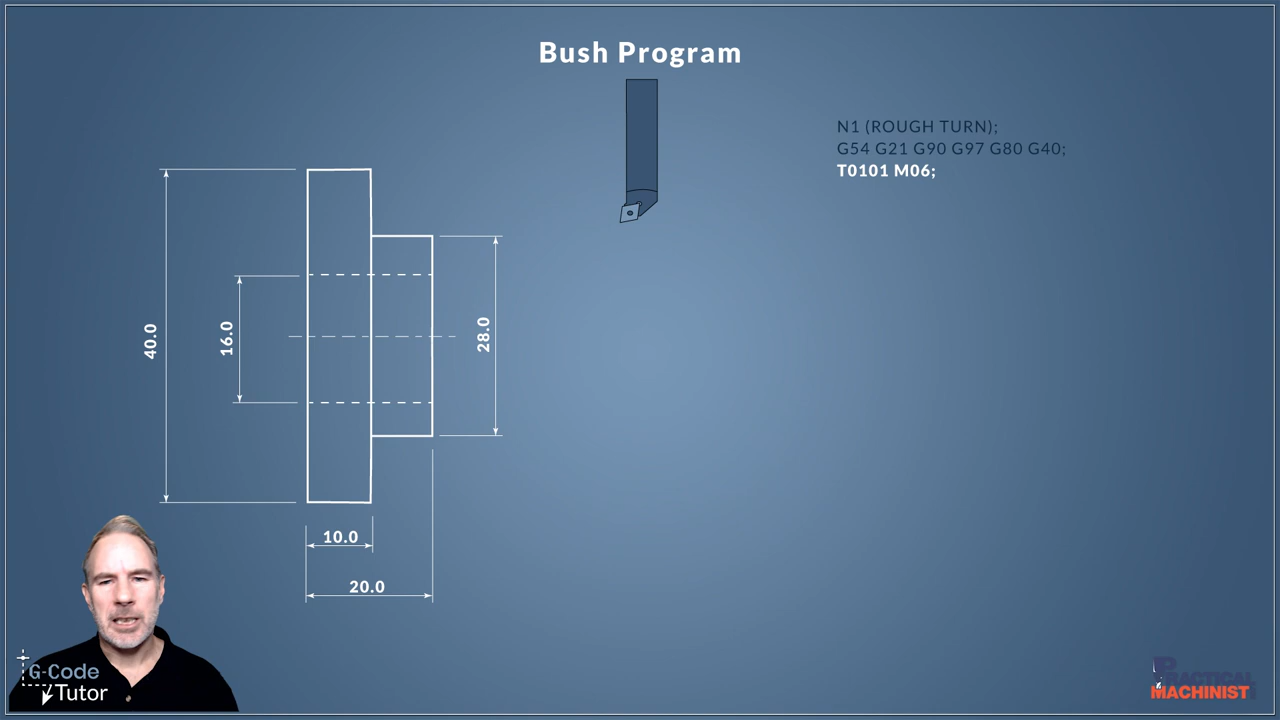 Bush Program
N1 (ROUGH TURN);
G54 G21 G90 G97 G80 G40;
T0101 M06;
40.0
16.0
28.0
10.0
20.0
G-Code
Tutor
PRACTICAL
MACHINIST